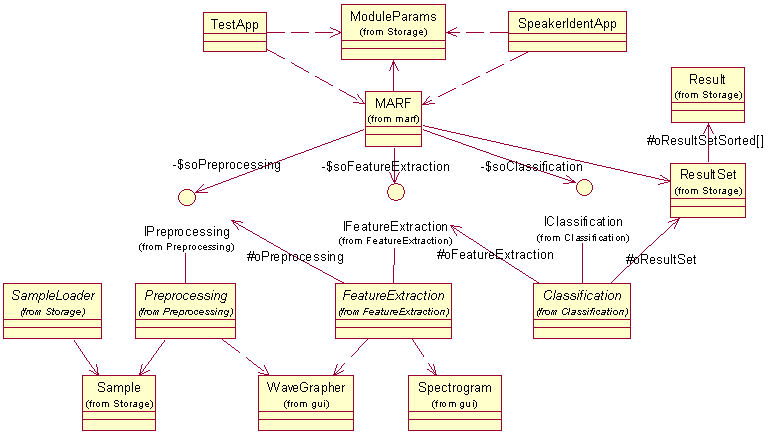 ModuleParams
(from Storage)
TestApp
SpeakerIdentApp
MARF
(from marf)
Result
(from Storage)
#oResultSetSorted[]
-$soPreprocessing
-$soFeatureExtraction
-$soClassification
ResultSet
(from Storage)
IPreprocessing
(from Preprocessing)
IFeatureExtraction
(from FeatureExtraction)
IClassification
(from Classification)
#oPreprocessing
#oFeatureExtraction
#oResultSet
SampleLoader
(from Storage)
Preprocessing
(from Preprocessing)
FeatureExtraction
(from FeatureExtraction)
Classification
(from Classification)
Sample
(from Storage)
WaveGrapher
(from gui)
Spectrogram
(from gui)